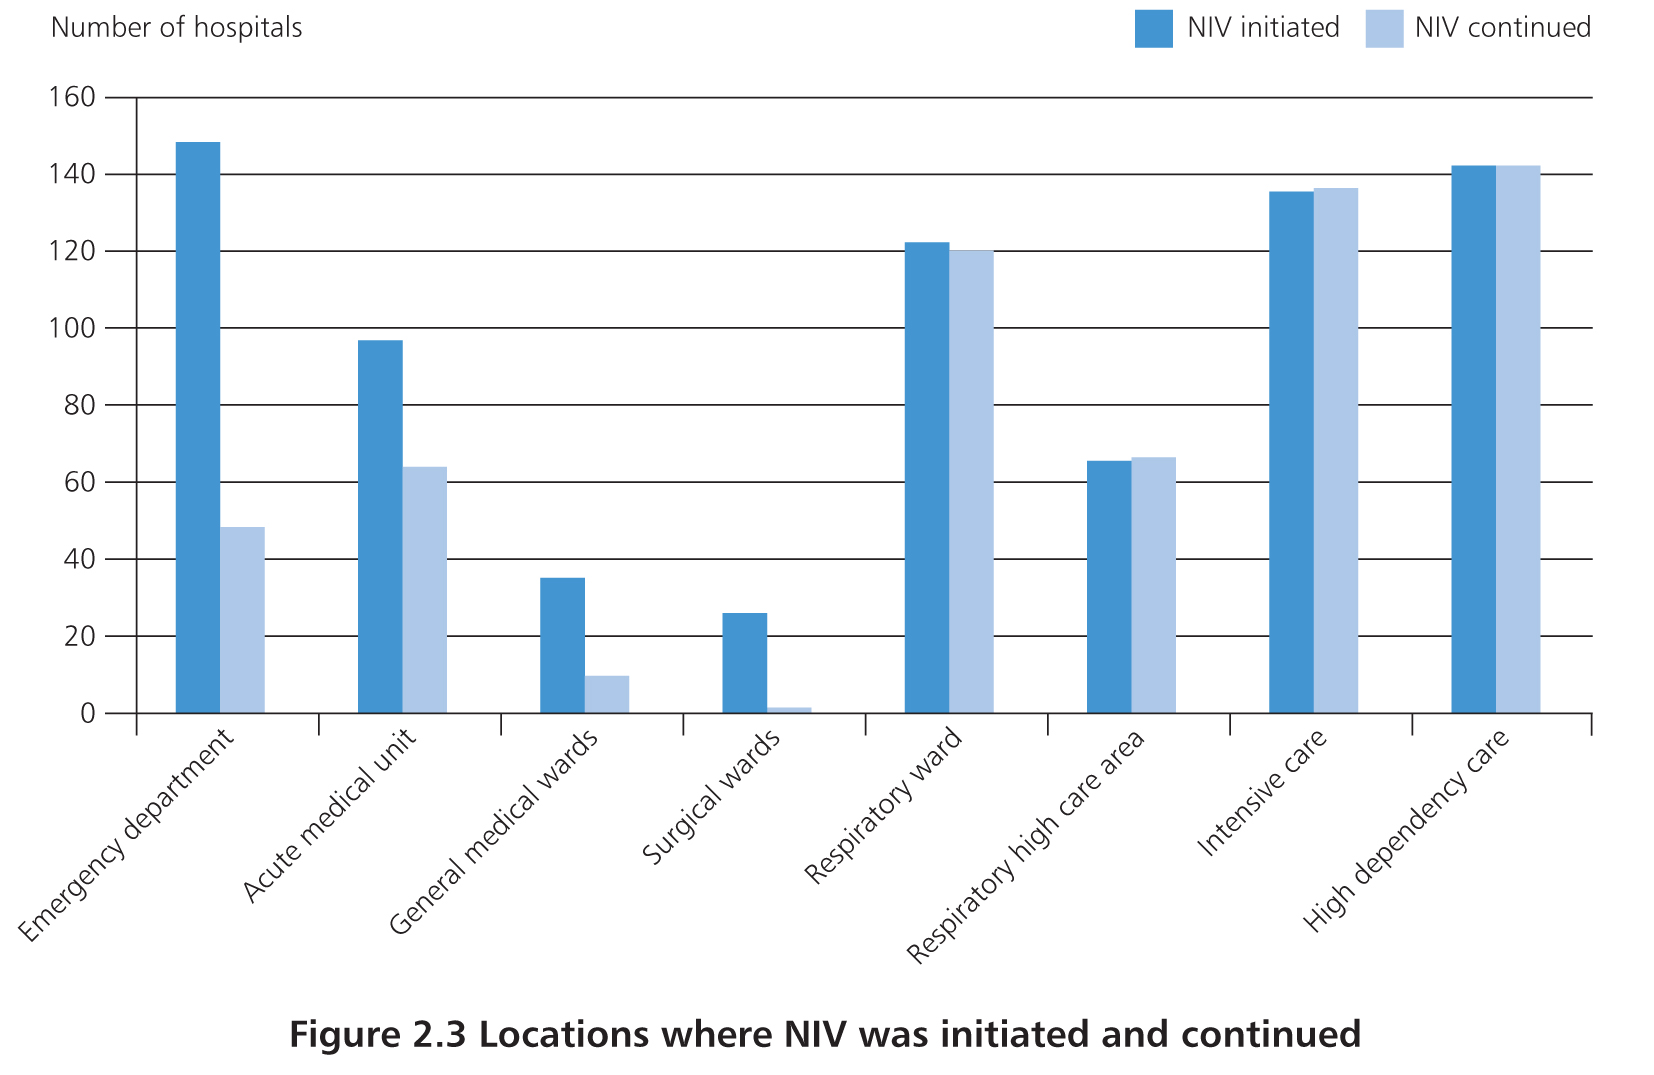 Number of hospitals
NIV initiated
NIV continued
160
140
120
100
80
60
40
20
0
Emergency department
Acute medical unit
General medical wards
Surgical wards
Respiratory ward
Respiratory high care area
Intensive care
High dependency care
Figure 2.3 Locations where NIV was initiated and continued